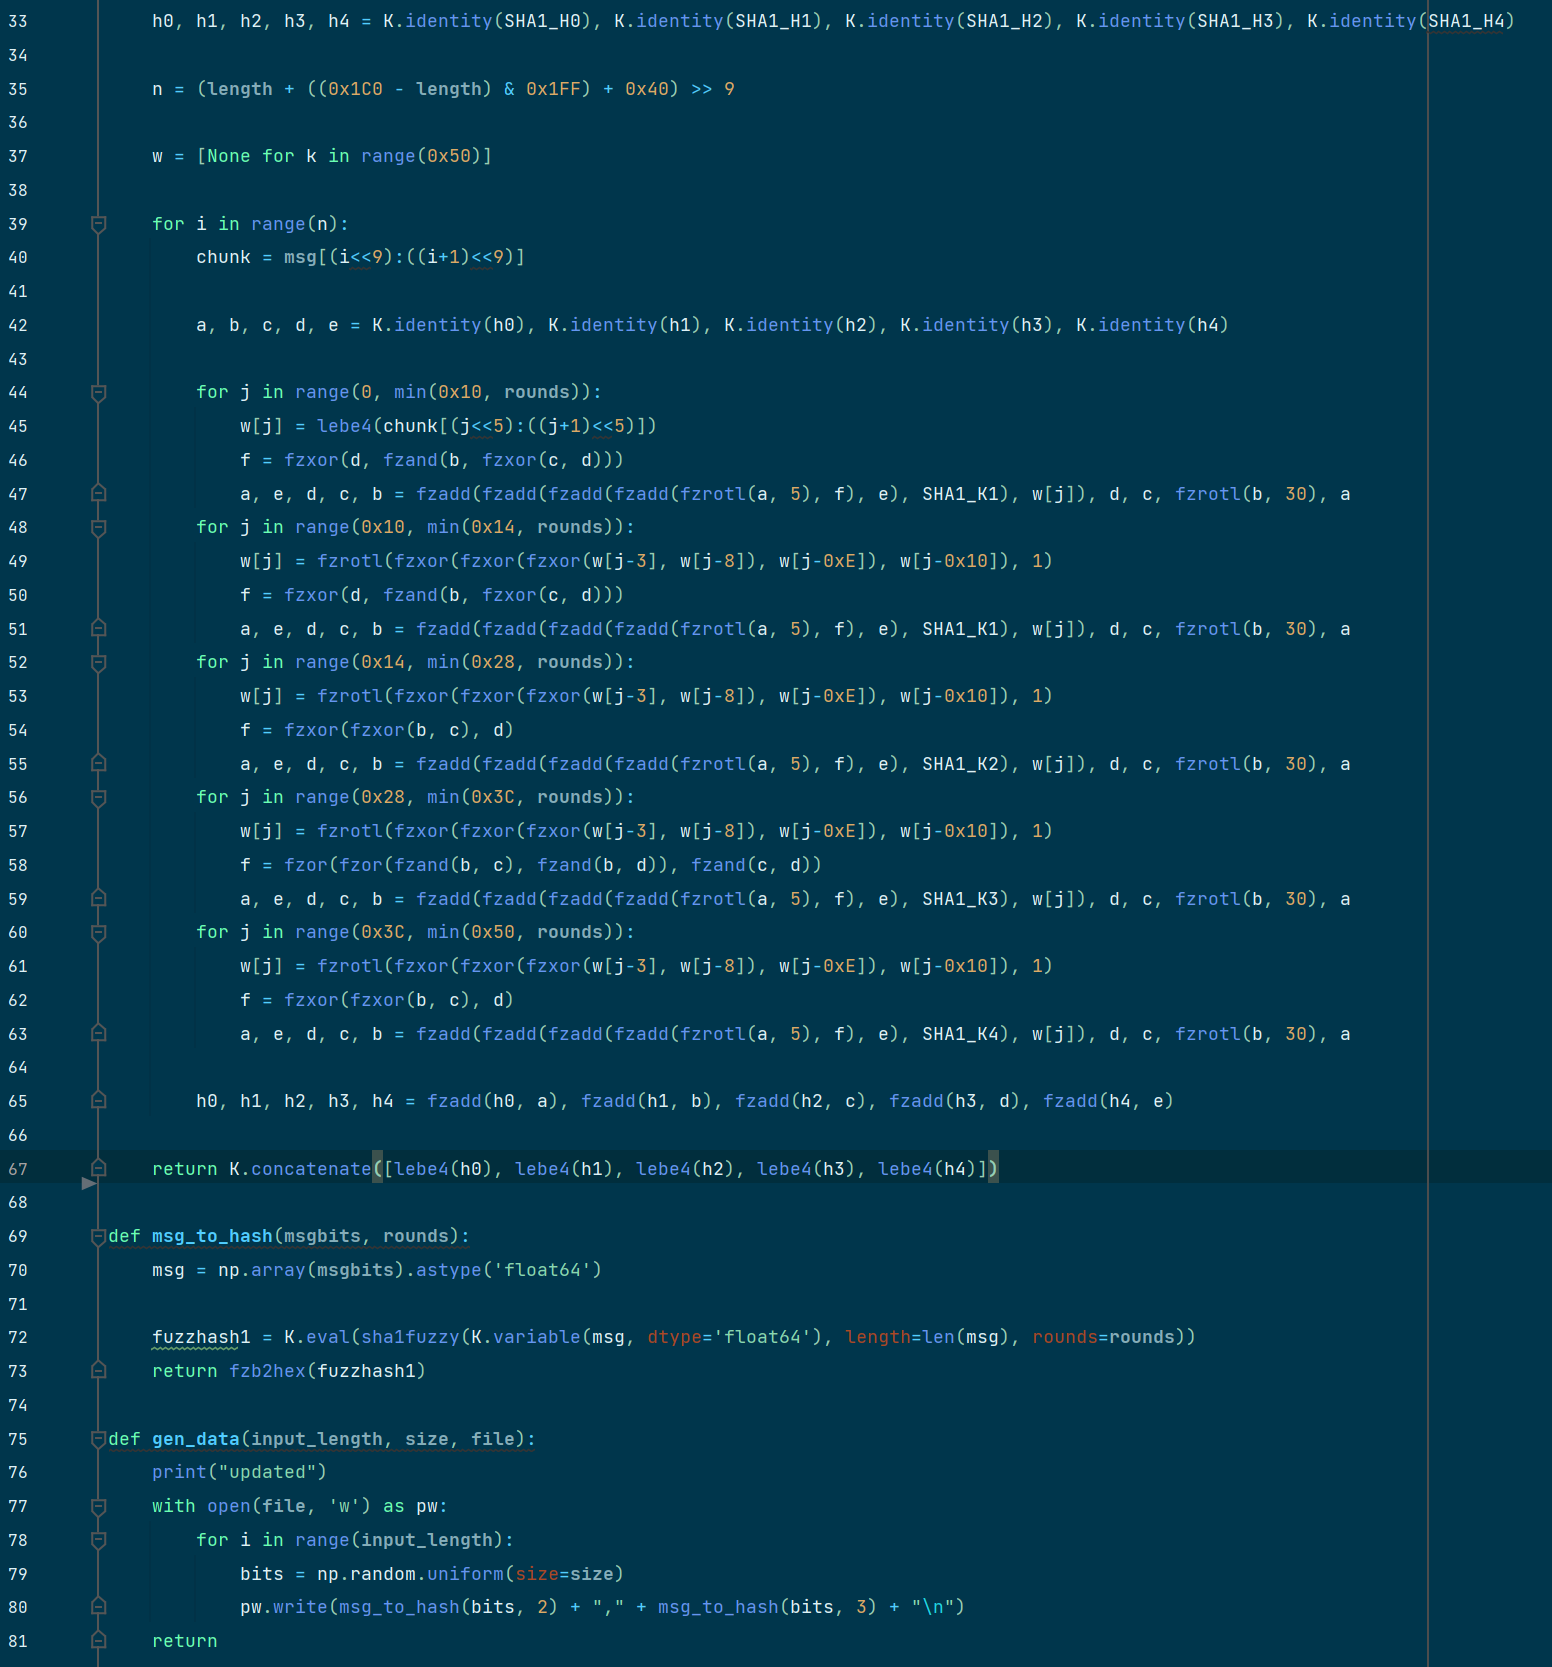 33 h0, h1, h2, h3, h4 = K.identity(SHA1_H0), K.identity(SHA1_H1), K.identity(SHA1_H2), K.identity(SHA1_H3), K.identity(SHA1_H4)
34
35 n = (length + ((0x1C0 - length) & 0x1FF) + 0x40) >> 9
36
37 w = [None for k in range(0x50)]
38
39 for i in range(n):
40 chunk = msg[(i<<9):((i+1)<<9)]
41
42 a, b, c, d, e = K.identity(h0), K.identity(h1), K.identity(h2), K.identity(h3), K.identity(h4)
43
44 for j in range(0, min(0x10, rounds)):
45 w[j] = lebe4(chunk[(j<<5):((j+1)<<5)])
46 f = fzxor(d, fzand(b, fzxor(c, d)))
47 a, e, d, c, b = fzadd(fzadd(fzadd(fzadd(fzrotl(a, 5), f), e), SHA1_K1), w[j]), d, c, fzrotl(b, 30), a
48 for j in range(0x10, min(0x14, rounds)):
49 w[j] = fzrotl(fzxor(fzxor(fzxor(w[j-3], w[j-8]), w[j-0xE]), w[j-0x10]), 1)
50 f = fzxor(d, fzand(b, fzxor(c, d)))
51 a, e, d, c, b = fzadd(fzadd(fzadd(fzadd(fzrotl(a, 5), f), e), SHA1_K1), w[j]), d, c, fzrotl(b, 30), a
52 for j in range(0x14, min(0x28, rounds)):
53 w[j] = fzrotl(fzxor(fzxor(fzxor(w[j-3], w[j-8]), w[j-0xE]), w[j-0x10]), 1)
54 f = fzxor(fzxor(b, c), d)
55 a, e, d, c, b = fzadd(fzadd(fzadd(fzadd(fzrotl(a, 5), f), e), SHA1_K2), w[j]), d, c, fzrotl(b, 30), a
56 for j in range(0x28, min(0x3C, rounds)):
57 w[j] = fzrotl(fzxor(fzxor(fzxor(w[j-3], w[j-8]), w[j-0xE]), w[j-0x10]), 1)
58 f = fzor(fzor(fzand(b, c), fzand(b, d)), fzand(c, d))
59 a, e, d, c, b = fzadd(fzadd(fzadd(fzadd(fzrotl(a, 5), f), e), SHA1_K3), w[j]), d, c, fzrotl(b, 30), a
60 for j in range(0x3C, min(0x50, rounds)):
61 w[j] = fzrotl(fzxor(fzxor(fzxor(w[j-3], w[j-8]), w[j-0xE]), w[j-0x10]), 1)
62 f = fzxor(fzxor(b, c), d)
63 a, e, d, c, b = fzadd(fzadd(fzadd(fzadd(fzrotl(a, 5), f), e), SHA1_K4), w[j]), d, c, fzrotl(b, 30), a
64
65 h0, h1, h2, h3, h4 = fzadd(h0, a), fzadd(h1, b), fzadd(h2, c), fzadd(h3, d), fzadd(h4, e)
66
67 return K.concatenate([lebe4(h0), lebe4(h1), lebe4(h2), lebe4(h3), lebe4(h4)])
68
69 def msg_to_hash(msgbits, rounds):
70 msg = np.array(msgbits).astype('float64')
71
72 fuzzhash1 = K.eval(sha1fuzzy(K.variable(msg, dtype='float64'), length=len(msg), rounds=rounds))
73 return fzb2hex(fuzzhash1)
74
75 def gen_data(input_length, size, file):
76 print("updated")
77 with open(file, 'w') as pw:
78 for i in range(input_length):
79 bits = np.random.uniform(size=size)
80 pw.write(msg_to_hash(bits, 2) + "," + msg_to_hash(bits, 3) + "\n")
81 return